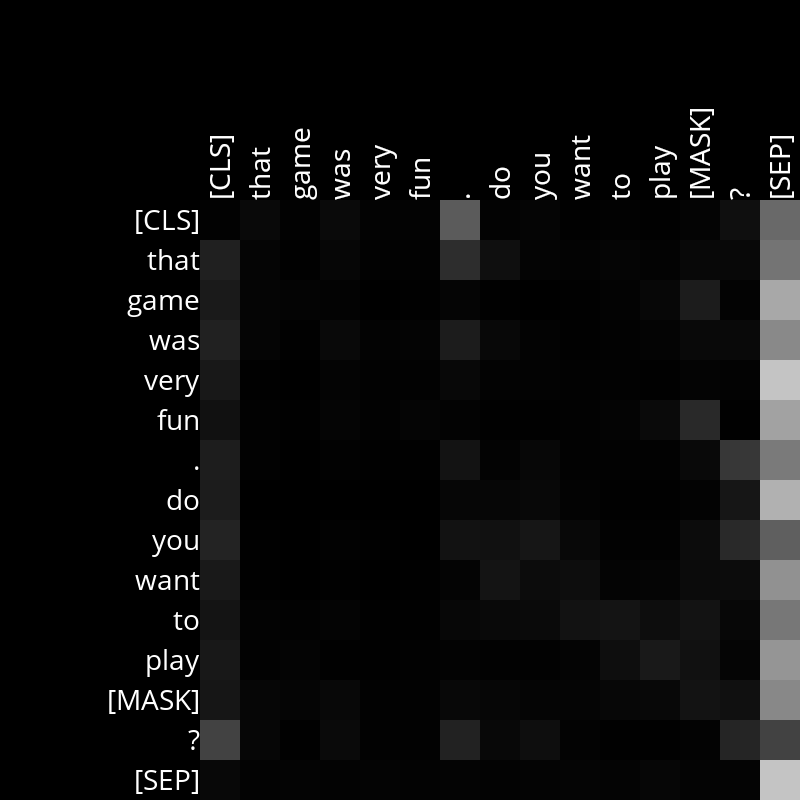 [CLS] that game was very fun . do you want to play [MASK] ? [SEP]
[CLS]
that
game
was
very
fun
.
do
you
want
to
play
[MASK]
?
[SEP]